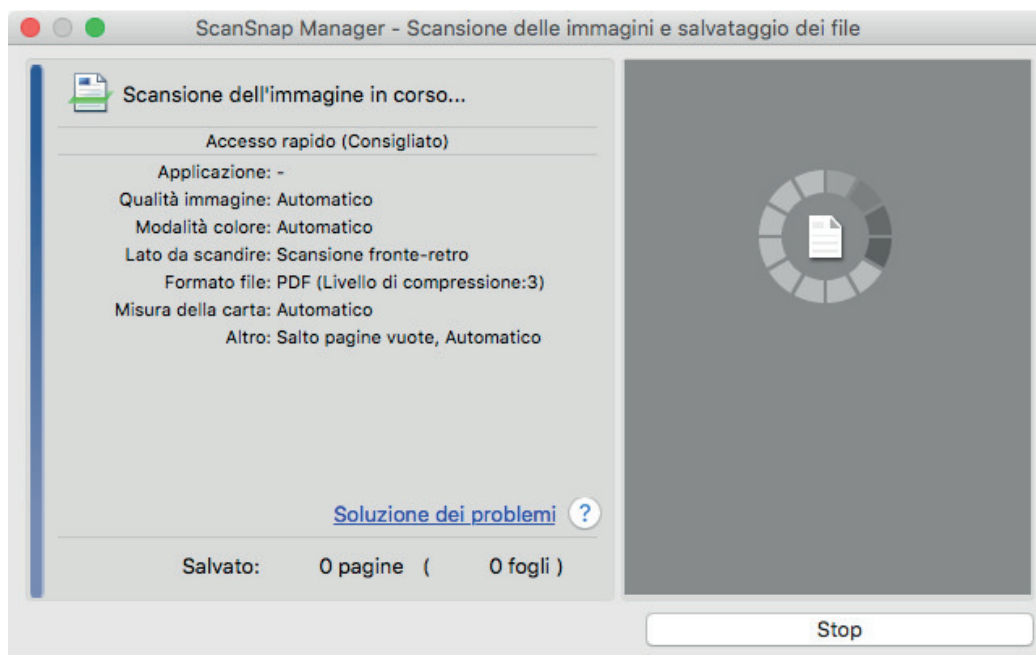 ScanSnap Manager - Scansione delle immagini e salvataggio dei file
Scansione dell'immagine in corso...
Accesso rapido (Consigliato)
Applicazione: -
Qualità immagine: Automatico
Modalità colore: Automatico
Lato da scandire: Scansione fronte-retro
Formato file: PDF (Livello di compressione:3)
Misura della carta: Automatico
Altro: Salto pagine vuote, Automatico
Soluzione dei problemi ?
Salvato: 0 pagine ( 0 fogli )
Stop